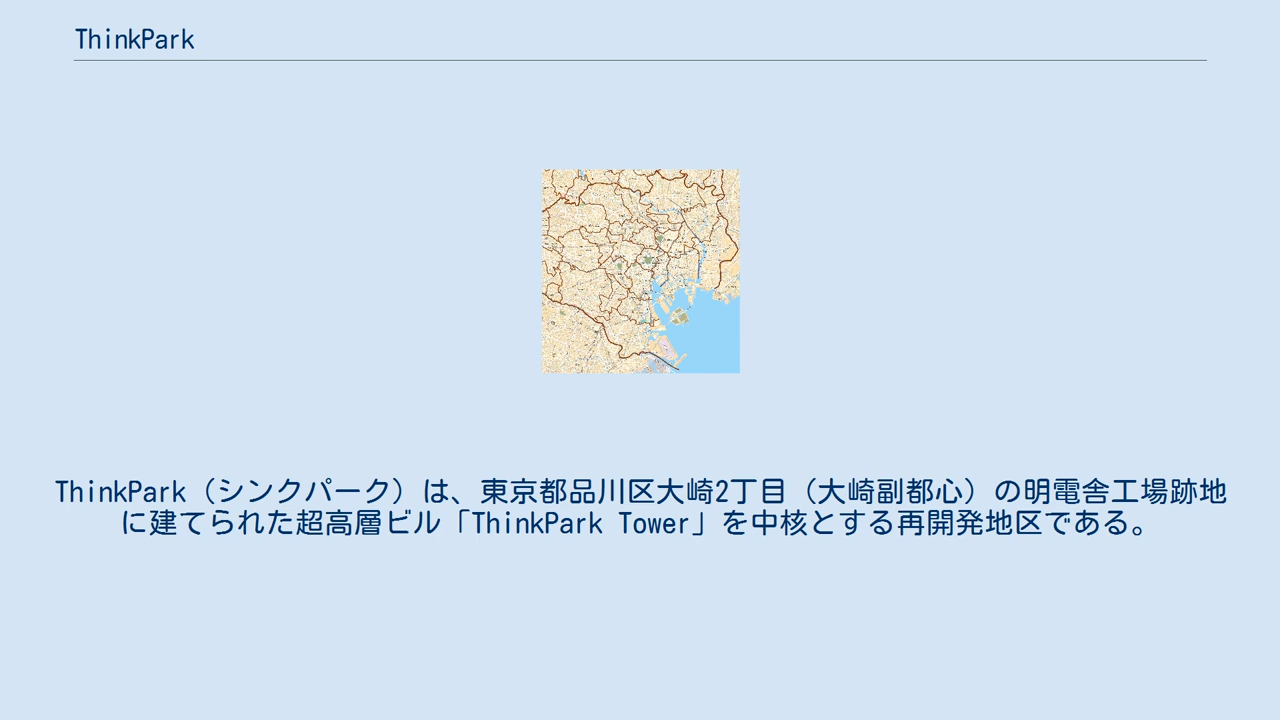 ThinkPark
ThinkPark（シンクパーク）は、東京都品川区大崎2丁目（大崎副都心）の明電舎工場跡地
に建てられた超高層ビル「ThinkPark Tower」を中核とする再開発地区である。